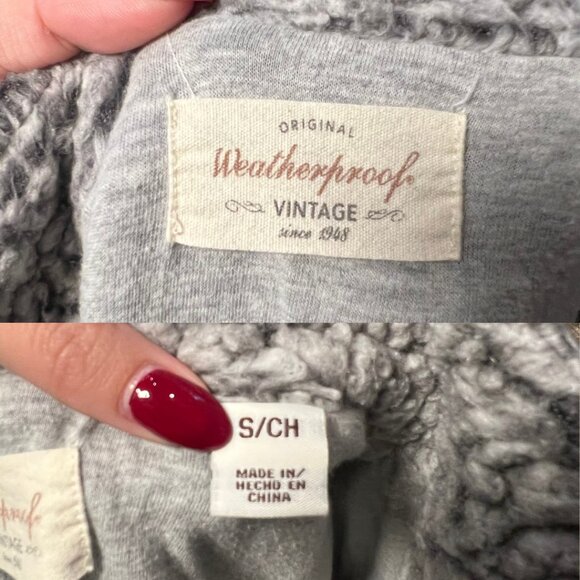 ORIGINAL
Weatherproof®
VINTAGE
since 1948
S/CH
MADE IN/
HECHO EN
CHINA